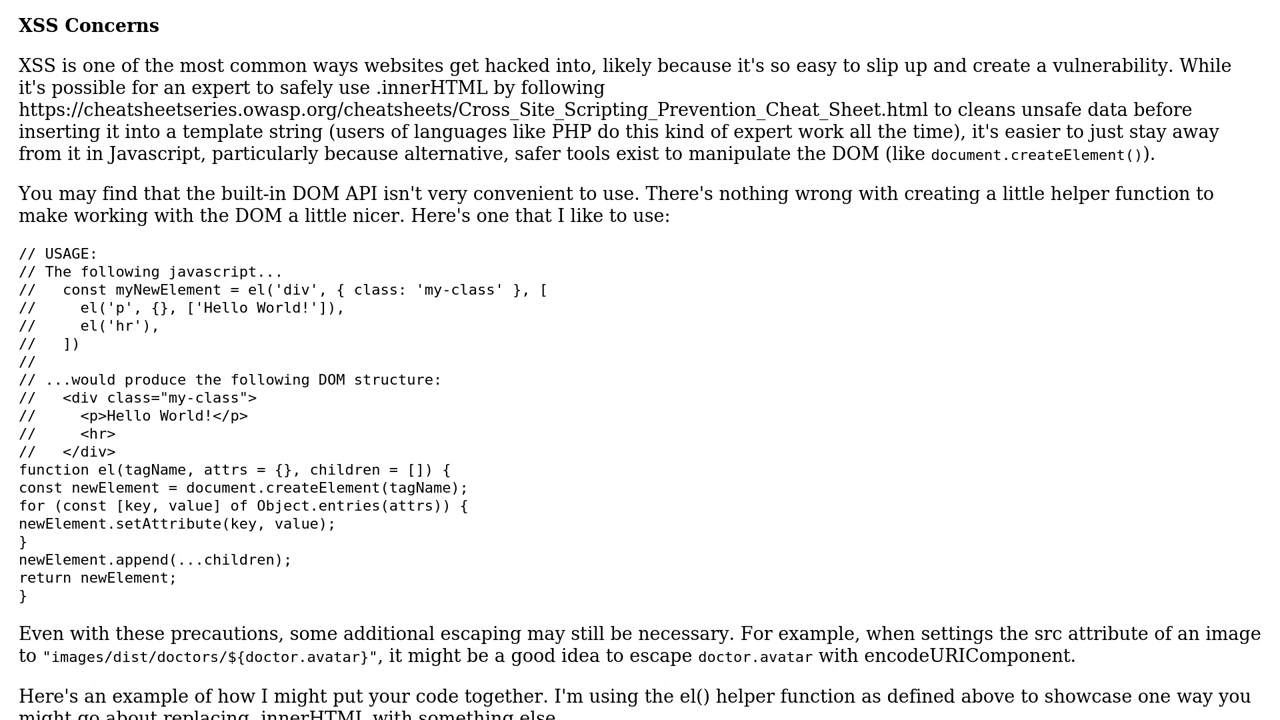 XSS Concerns
XSS is one of the most common ways websites get hacked into, likely because it's so easy to slip up and create a vulnerability. While
it's possible for an expert to safely use .innerHTML by following
https://cheatsheetseries.owasp.org/cheatsheets/Cross_Site_Scripting_Prevention_Cheat_Sheet.html to cleans unsafe data before
inserting it into a template string (users of languages like PHP do this kind of expert work all the time), it's easier to just stay away
from it in Javascript, particularly because alternative, safer tools exist to manipulate the DOM (like document.createElement()).
You may find that the built-in DOM API isn't very convenient to use. There's nothing wrong with creating a little helper function to
make working with the DOM a little nicer. Here's one that I like to use:
// USAGE:
// The following javascript...
//   const myNewElement = el('div', { class: 'my-class' }, [
//     el('p', {}, ['Hello World!']),
//     el('hr'),
//   ])
//
// ...would produce the following DOM structure:
//   <div class="my-class">
//     <p>Hello World!</p>
//     <hr>
//   </div>
function el(tagName, attrs = {}, children = []) {
const newElement = document.createElement(tagName);
for (const [key, value] of Object.entries(attrs)) {
newElement.setAttribute(key, value);
}
newElement.append(...children);
return newElement;
}
Even with these precautions, some additional escaping may still be necessary. For example, when settings the src attribute of an image
to "images/dist/doctors/${doctor.avatar}", it might be a good idea to escape doctor.avatar with encodeURIComponent.
Here's an example of how I might put your code together. I'm using the el() helper function as defined above to showcase one way you
might go about replacing .innerHTML with something else.